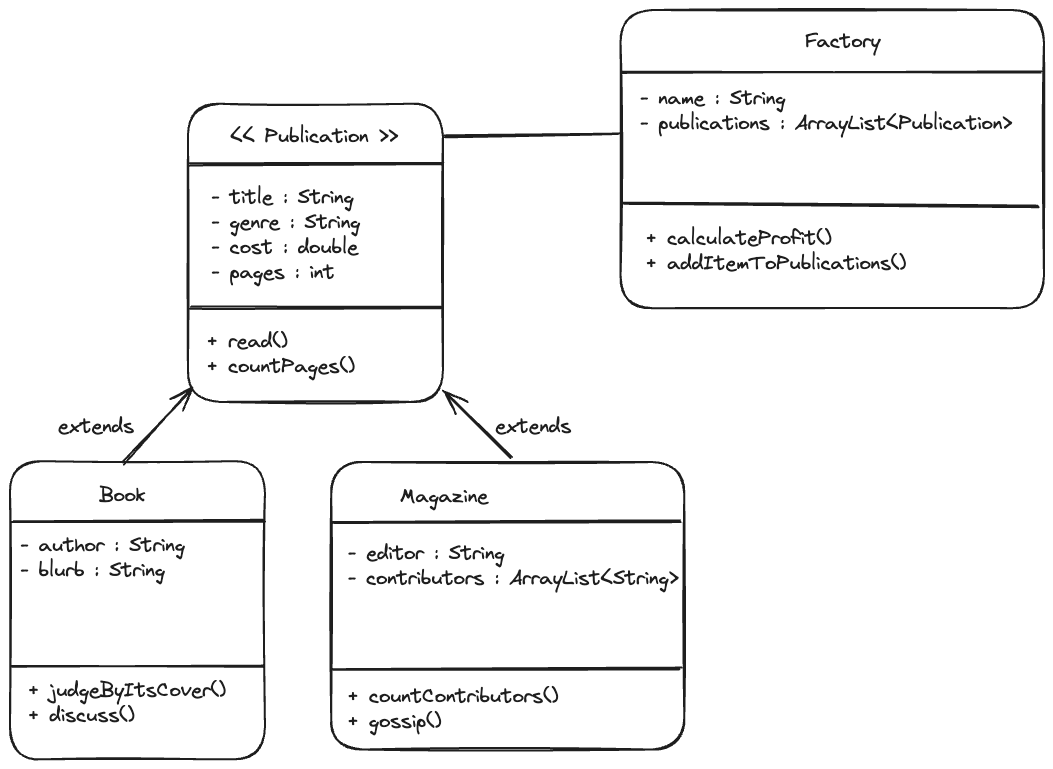 Factory
- name : String
- publications : ArrayList<Publication>
+ calculateProfit()
+ addItemToPublications()
<< Publication >>
- title : String
- genre : String
- cost : double
- pages : int
+ read()
+ countPages()
extends
extends
Book
- author : String
- blurb : String
+ judgeByItsCover()
+ discuss()
Magazine
- editor : String
- contributors : ArrayList<String>
+ countContributors()
+ gossip()